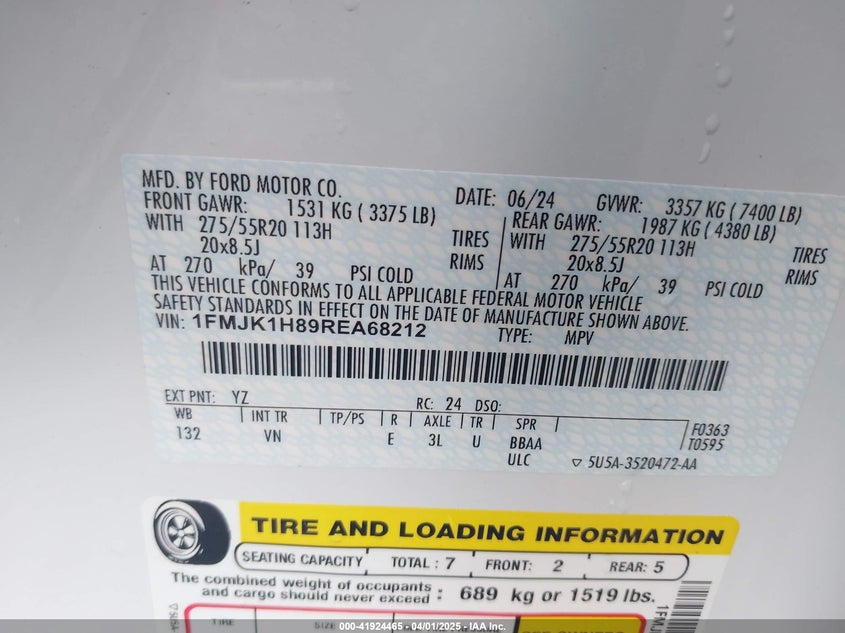 MFD. BY FORD MOTOR CO.
DATE: 06/24 GVWR: 3357 KG ( 7400 LB)
FRONT GAWR: 1531 KG ( 3375 LB)
REAR GAWR: 1987 KG ( 4380 LB)
WITH 275/55R20 113H TIRES
WITH 275/55R20 113H TIRES
20x8.5J RIMS
20x8.5J RIMS
AT 270 kPa/ 39 PSI COLD
AT 270 kPa/ 39 PSI COLD
THIS VEHICLE CONFORMS TO ALL APPLICABLE FEDERAL MOTOR VEHICLE
SAFETY STANDARDS IN EFFECT ON THE DATE OF MANUFACTURE SHOWN ABOVE.
VIN: 1FMJK1H89REA68212
TYPE: MPV
EXT PNT: YZ RC: 24 DSO:
WB INT TR TP/PS R AXLE TR SPR
132 VN E 3L U BBAA
ULC
F0363
T0595
5U5A-3520472-AA
TIRE AND LOADING INFORMATION
SEATING CAPACITY TOTAL : 7 FRONT: 2 REAR: 5
The combined weight of occupants
and cargo should never exceed : 689 kg or 1519 lbs.
TIRE SIZE
000-41924465 - 04/01/2025 - IAA Inc.